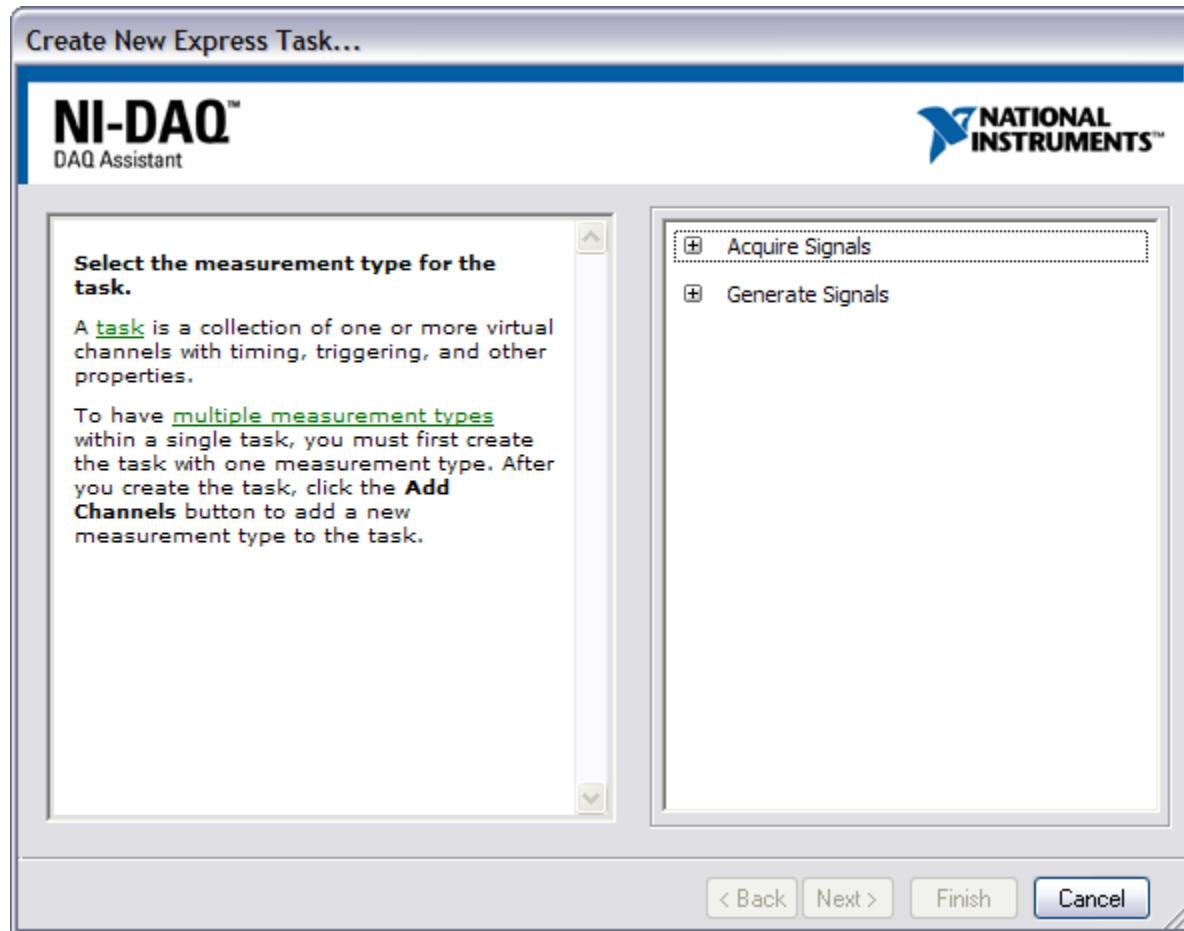 Create New Express Task...
NI-DAQ™
DAQ Assistant
NATIONAL
INSTRUMENTS™
Select the measurement type for the
task.
A task is a collection of one or more virtual
channels with timing, triggering, and other
properties.
To have multiple measurement types
within a single task, you must first create
the task with one measurement type. After
you create the task, click the Add
Channels button to add a new
measurement type to the task.
Acquire Signals
Generate Signals
< Back
Next >
Finish
Cancel